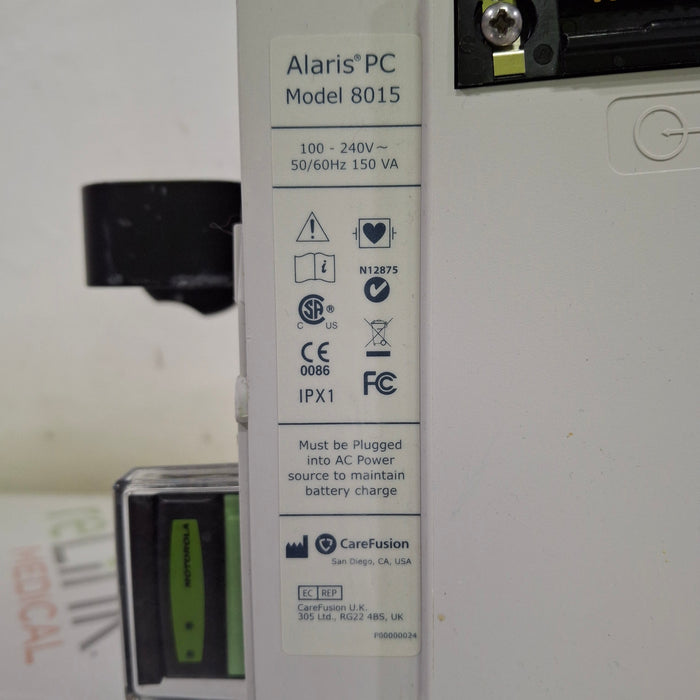 Alaris® PC
Model 8015
100 - 240V~
50/60Hz 150 VA
i
N12875
SA ®
C US
CE
0086
FC
IPX1
Must be Plugged
into AC Power
source to maintain
battery charge
CareFusion
San Diego, CA, USA
EC REP
CareFusion U.K.
305 Ltd., RG22 4BS, UK
P00000024
MOTOROLA
MEDICAL